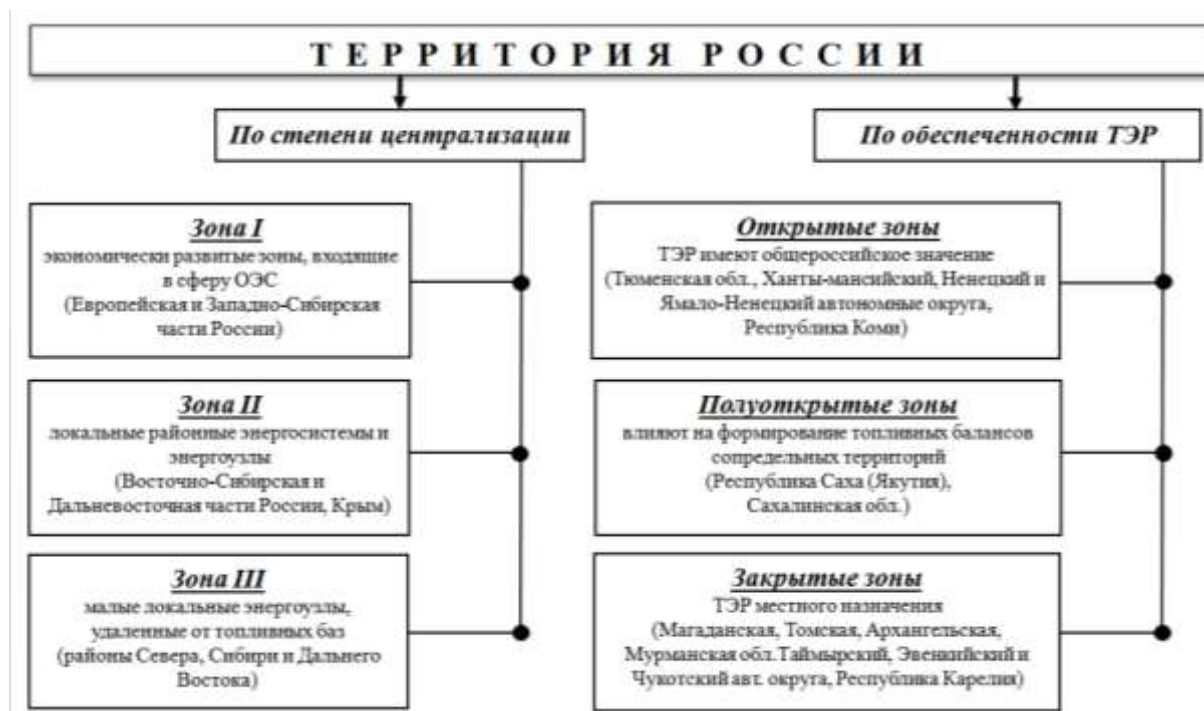 ТЕРРИТОРИЯ РОССИИ
По степени централизации
По обеспеченности ТЭР
Зона I
экономически развитые зоны, входящие
в сферу ОЭС
(Европейская и Западно-Сибирская
части России)
Открытые зоны
ТЭР имеют общероссийское значение
(Тюменская обл., Ханты-мансийский, Ненецкий и
Ямало-Ненецкий автономные округа,
Республика Коми)
Зона II
локальные районные энергосистемы и
энергоузлы
(Восточно-Сибирская и
Дальневосточная части России, Крым)
Полуоткрытые зоны
влияют на формирование топливных балансов
сопредельных территорий
(Республика Саха (Якутия),
Сахалинская обл.)
Зона III
малые локальные энергоузлы,
удаленные от топливных баз
(районы Севера, Сибири и Дальнего
Востока)
Закрытые зоны
ТЭР местного назначения
(Магаданская, Томская, Архангельская,
Мурманская обл.Таймырский, Эвенкийский и
Чукотский авт. округа, Республика Карелия)